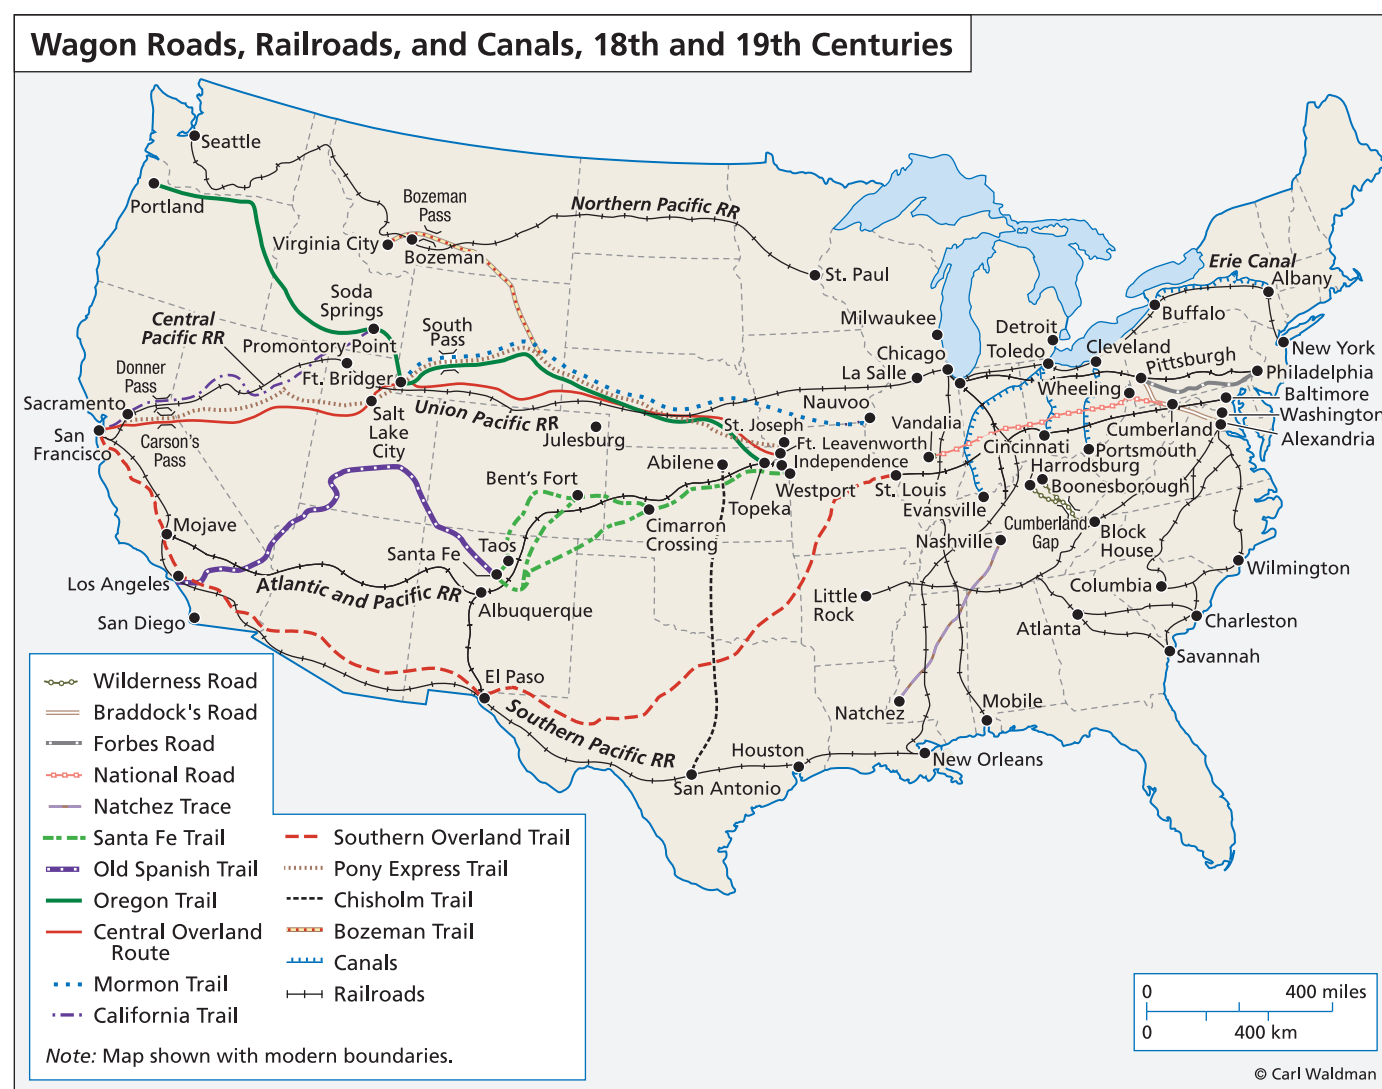 Wagon Roads, Railroads, and Canals, 18th and 19th Centuries
Seattle
Portland
Bozeman
Pass
Virginia City
Bozeman
Northern Pacific RR
St. Paul
Erie Canal
Albany
Buffalo
Soda
Springs
South
Pass
Central
Pacific RR
Promontory Point
Donner
Pass
Ft. Bridger
Milwaukee
Detroit
Chicago
Toledo
Cleveland
Pittsburgh
New York
La Salle
Wheeling
Philadelphia
Baltimore
Washington
Alexandria
Cumberland
Sacramento
San
Francisco
Carson's
Pass
Salt
Lake
City
Union Pacific RR
Julesburg
Nauvoo
St. Joseph
Vandalia
Ft. Leavenworth
Cincinnati
Portsmouth
Abilene
Independence
Harrodsburg
Boonesborough
Bent's Fort
Westport
St. Louis
Topeka
Evansville
Cimarron
Crossing
Cumberland
Gap
Block
House
Mojave
Taos
Santa Fe
Nashville
Wilmington
Los Angeles
Atlantic and Pacific RR
Albuquerque
Little
Rock
Columbia
San Diego
Atlanta
Charleston
Savannah
El Paso
Southern Pacific RR
Natchez
Mobile
Houston
New Orleans
San Antonio
Wilderness Road
Braddock's Road
Forbes Road
National Road
Natchez Trace
Santa Fe Trail
Old Spanish Trail
Oregon Trail
Central Overland
Route
Mormon Trail
California Trail
Southern Overland Trail
Pony Express Trail
Chisholm Trail
Bozeman Trail
Canals
Railroads
Note: Map shown with modern boundaries.
0 400 miles
0 400 km
© Carl Waldman